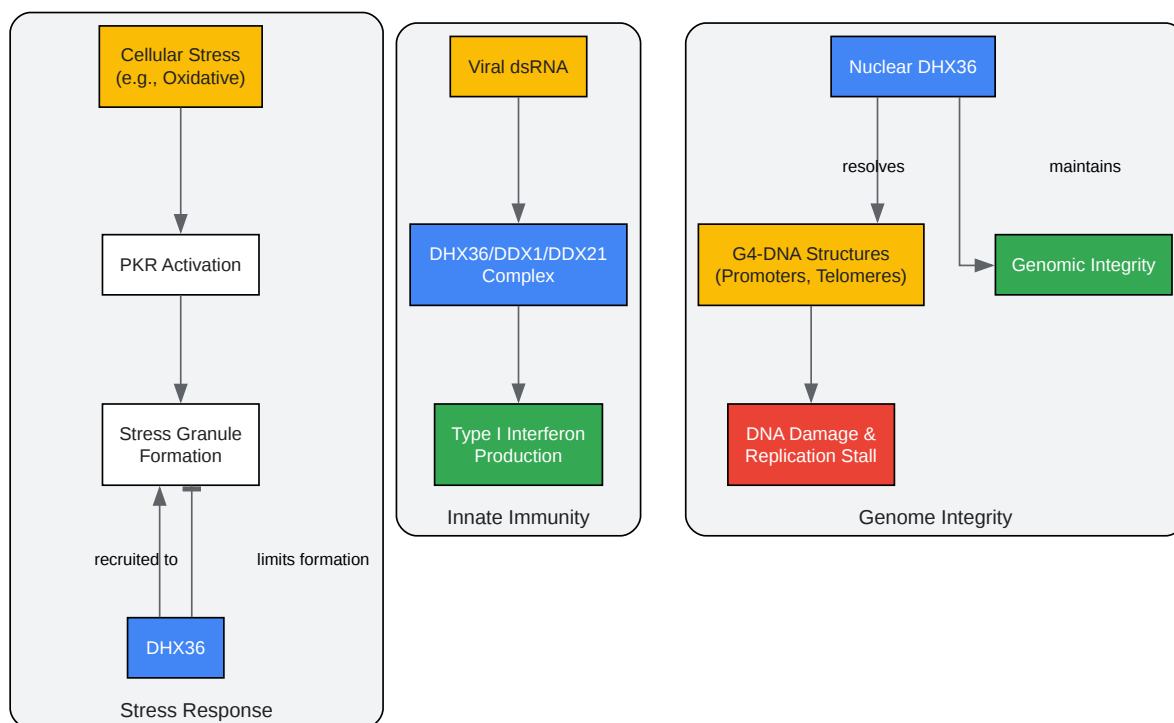 Cellular Stress
(e.g., Oxidative)
PKR Activation
Stress Granule
Formation
recruited to
limits formation
DHX36
Stress Response
Viral dsRNA
DHX36/DDX1/DDX21
Complex
Type I Interferon
Production
Innate Immunity
Nuclear DHX36
resolves
maintains
G4-DNA Structures
(Promoters, Telomeres)
Genomic Integrity
DNA Damage &
Replication Stall
Genome Integrity